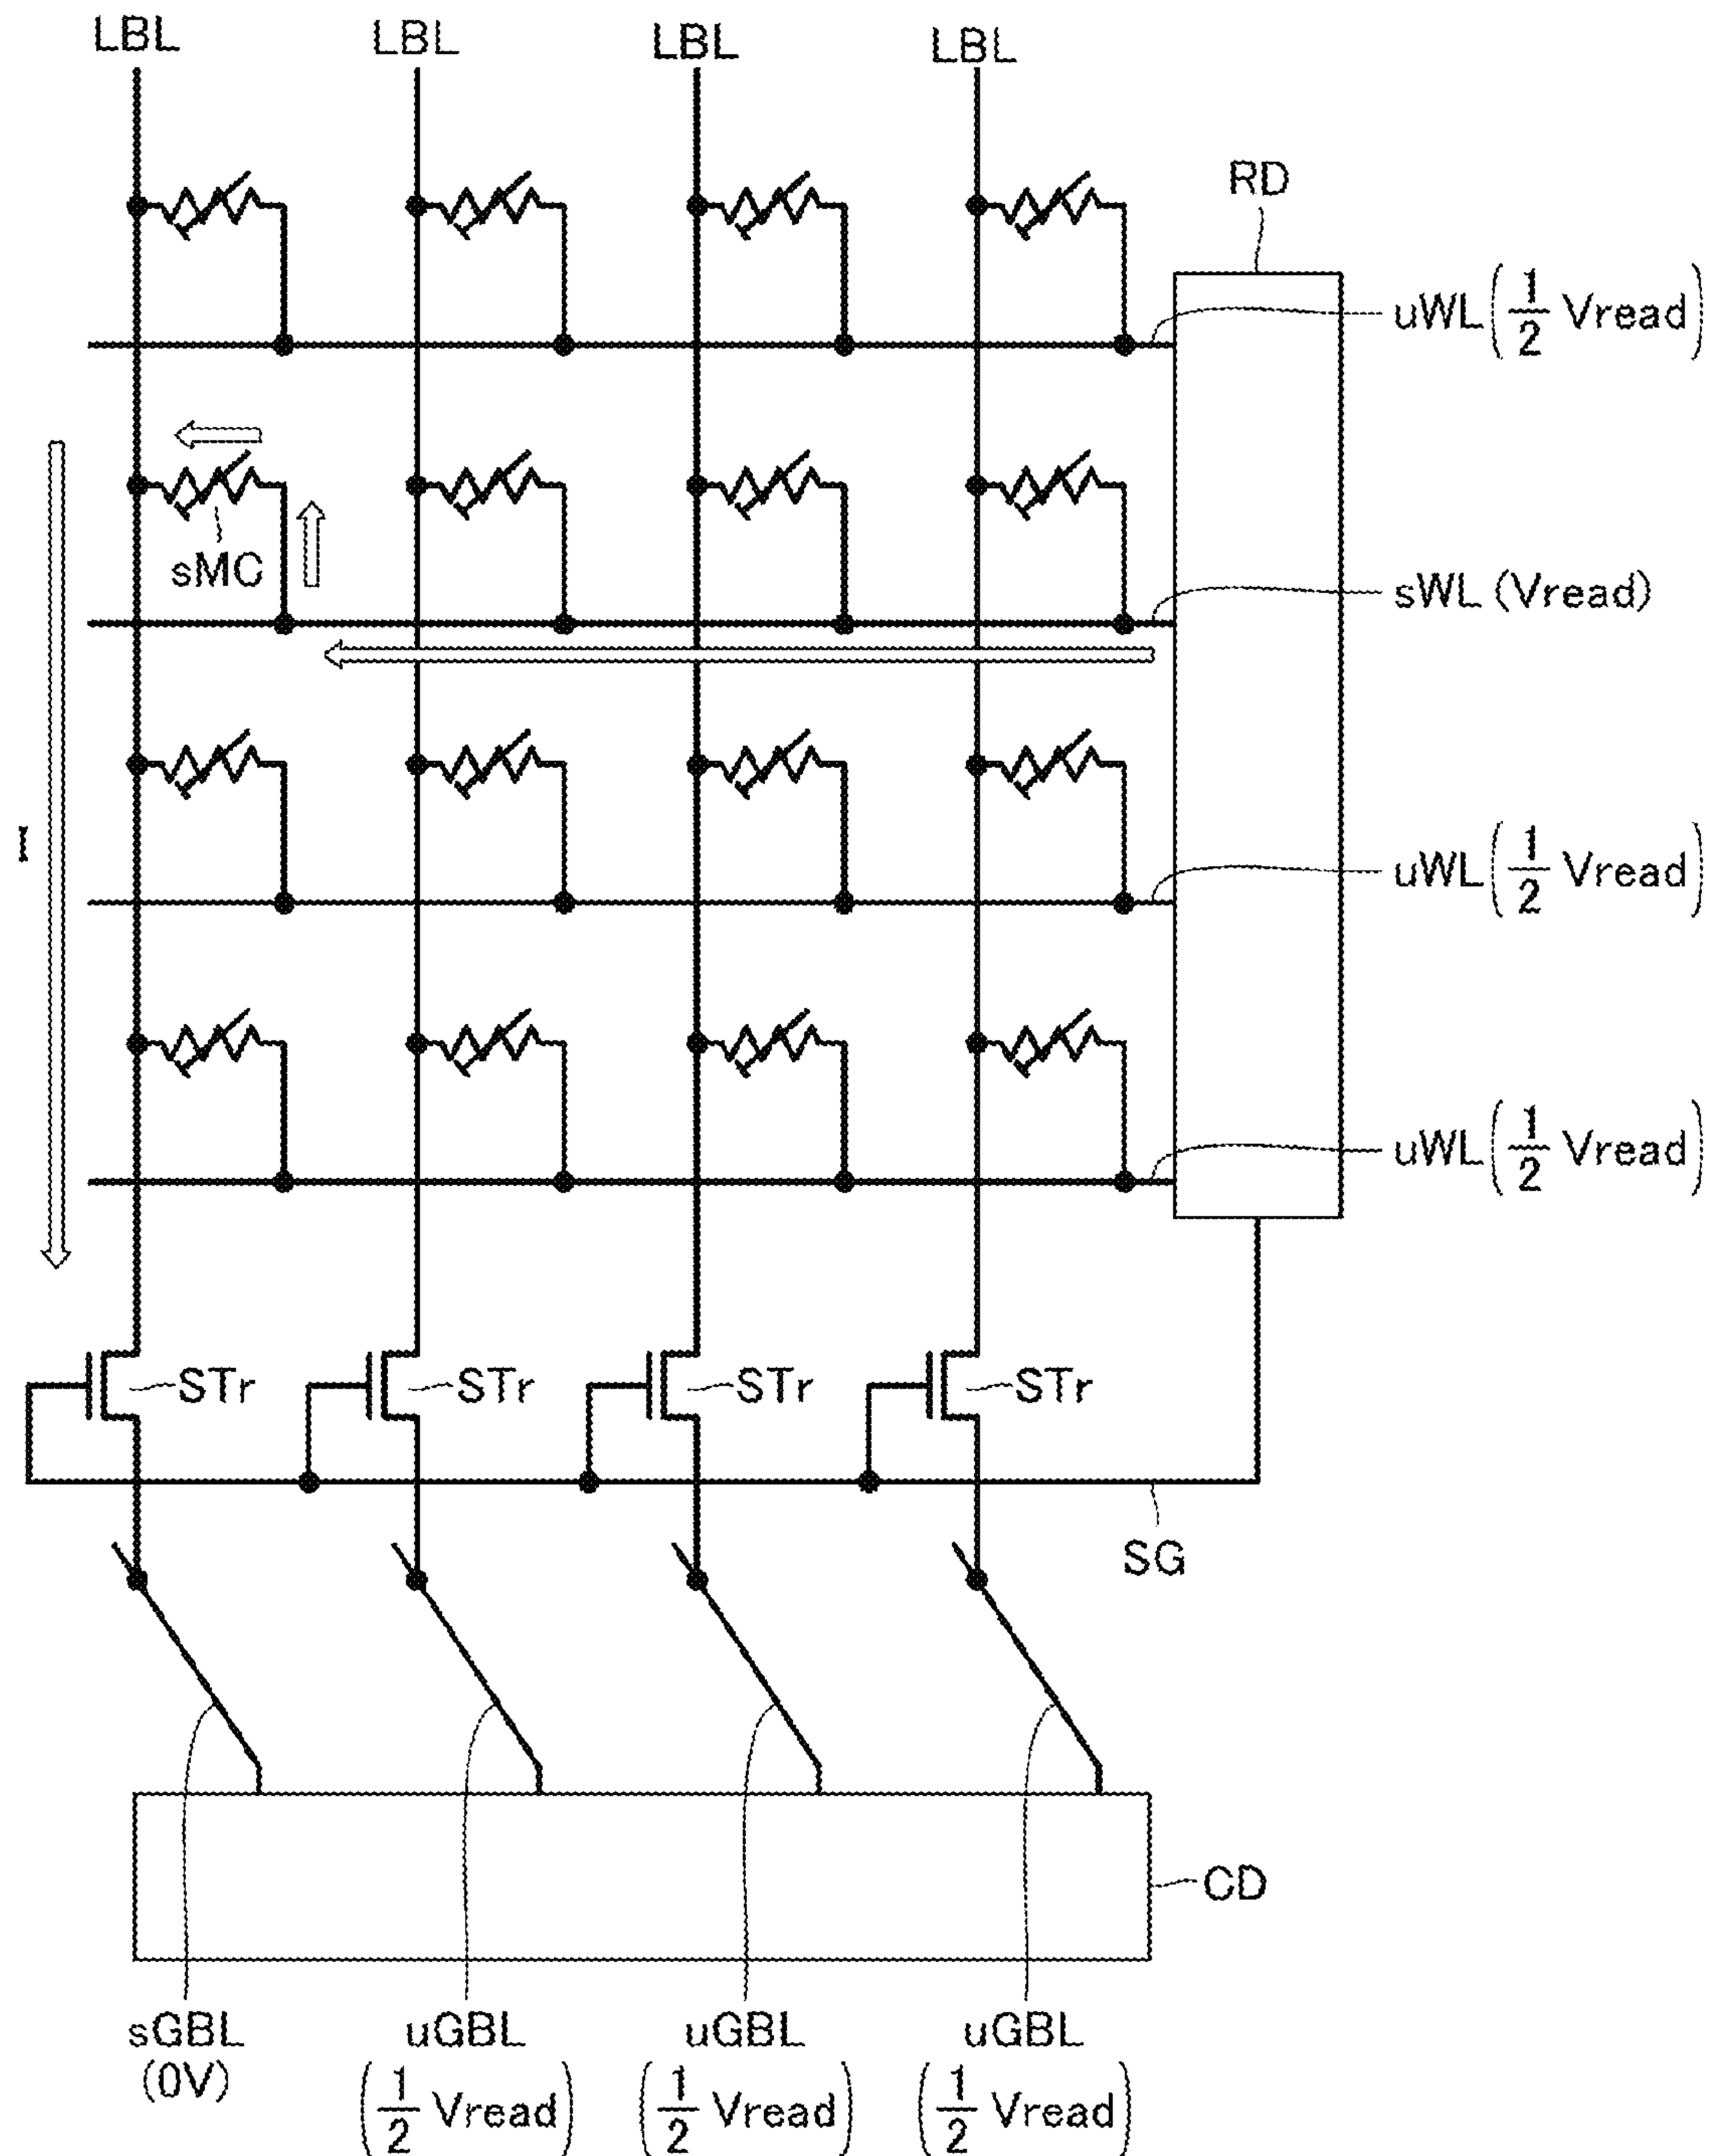 LBL LBL LBL LBL
RD
uWL(1/2 Vread)
sMC
sWL (Vread)
I
uWL(1/2 Vread)
uWL(1/2 Vread)
STr STr STr STr
SG
CD
sGBL uGBL uGBL uGBL
(0V) (1/2 Vread) (1/2 Vread) (1/2 Vread)